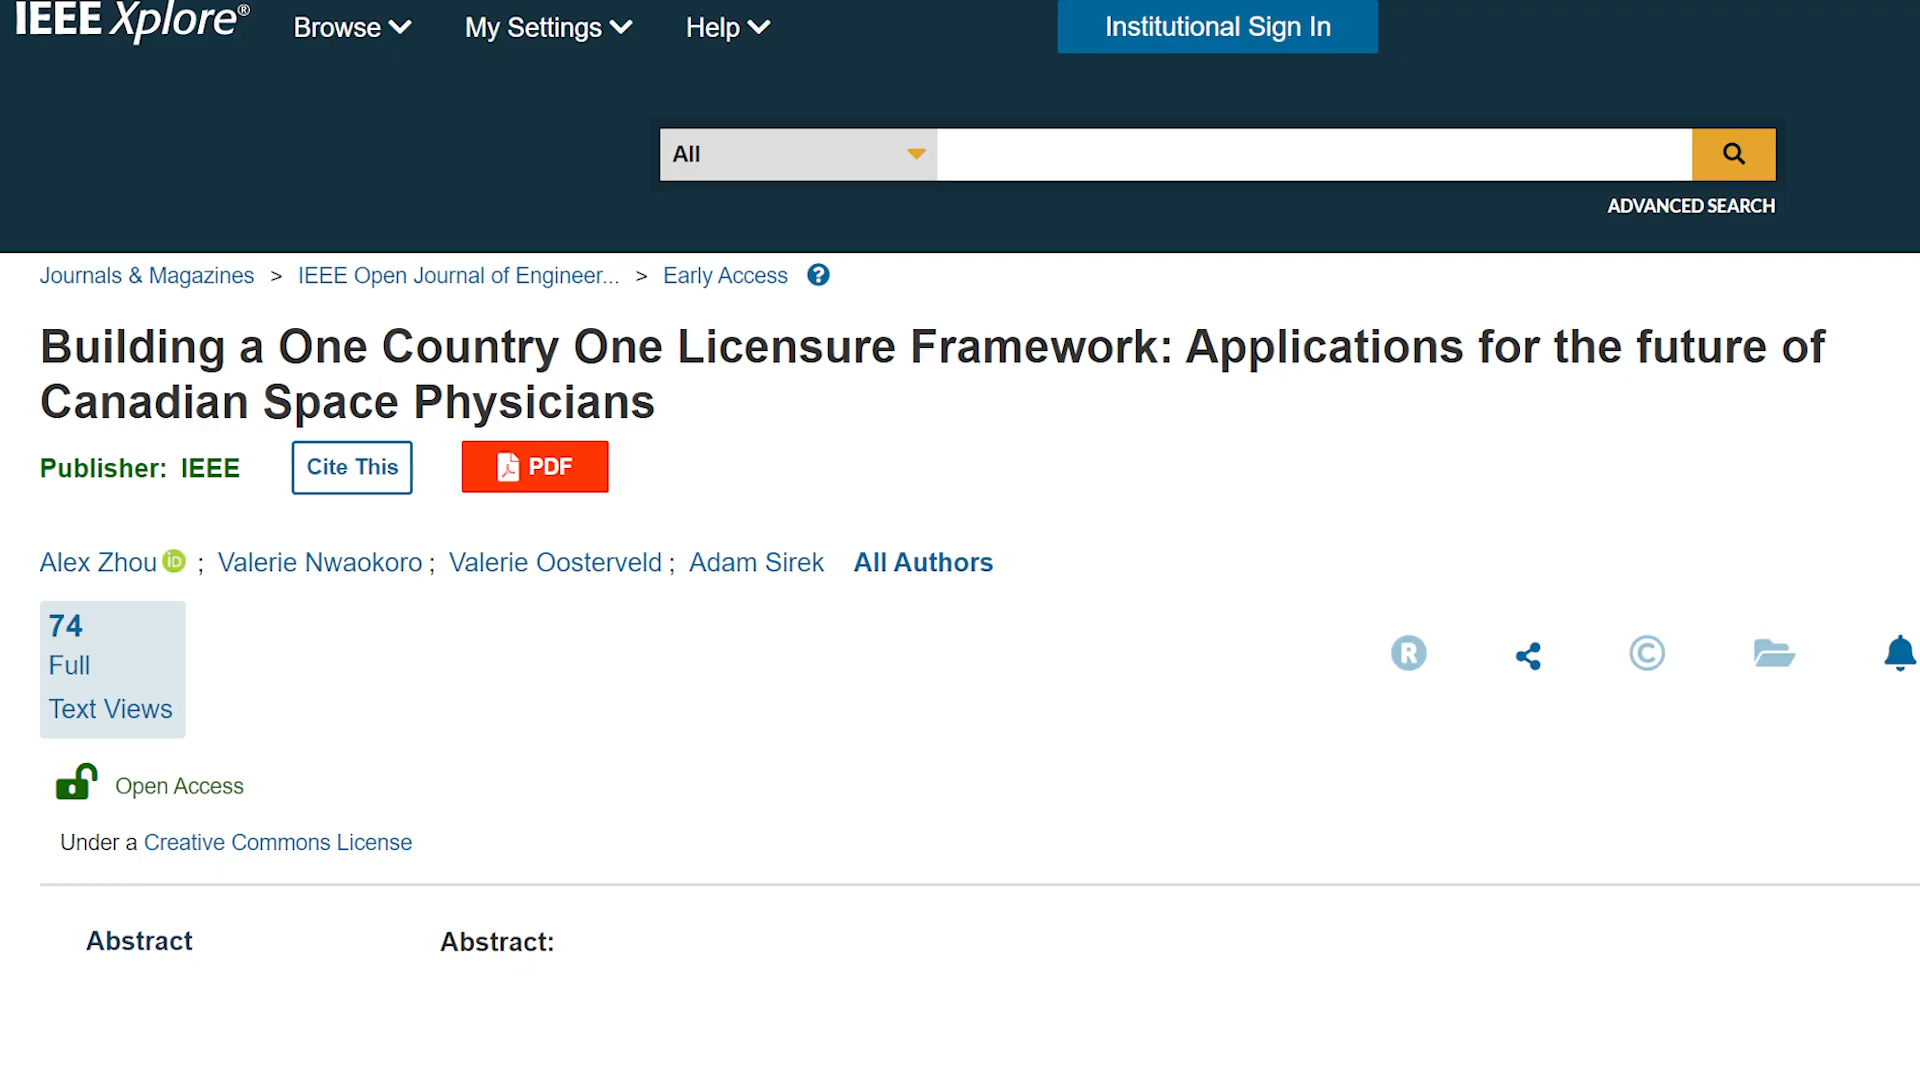 IEEE Xplore®
Browse
My Settings
Help
Institutional Sign In
All
ADVANCED SEARCH
Journals & Magazines > IEEE Open Journal of Engineer... > Early Access ?
Building a One Country One Licensure Framework: Applications for the future of
Canadian Space Physicians
Publisher: IEEE
Cite This
PDF
Alex Zhou iD ; Valerie Nwaokoro ; Valerie Oosterveld ; Adam Sirek All Authors
74
Full
Text Views
R
©
Open Access
Under a Creative Commons License
Abstract
Abstract: